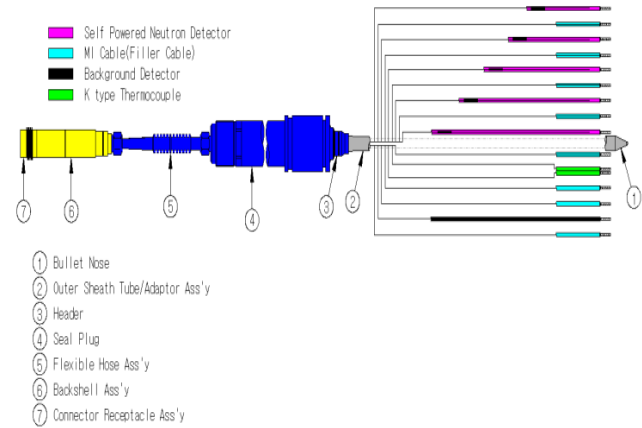 Self Powered Neutron Detector
MI Cable(Filler Cable)
Background Detector
K type Thermocouple
7
6
5
4
3
2
1
1 Bullet Nose
2 Outer Sheath Tube/Adaptor Ass'y
3 Header
4 Seal Plug
5 Flexible Hose Ass'y
6 Backshell Ass'y
7 Connector Receptacle Ass'y